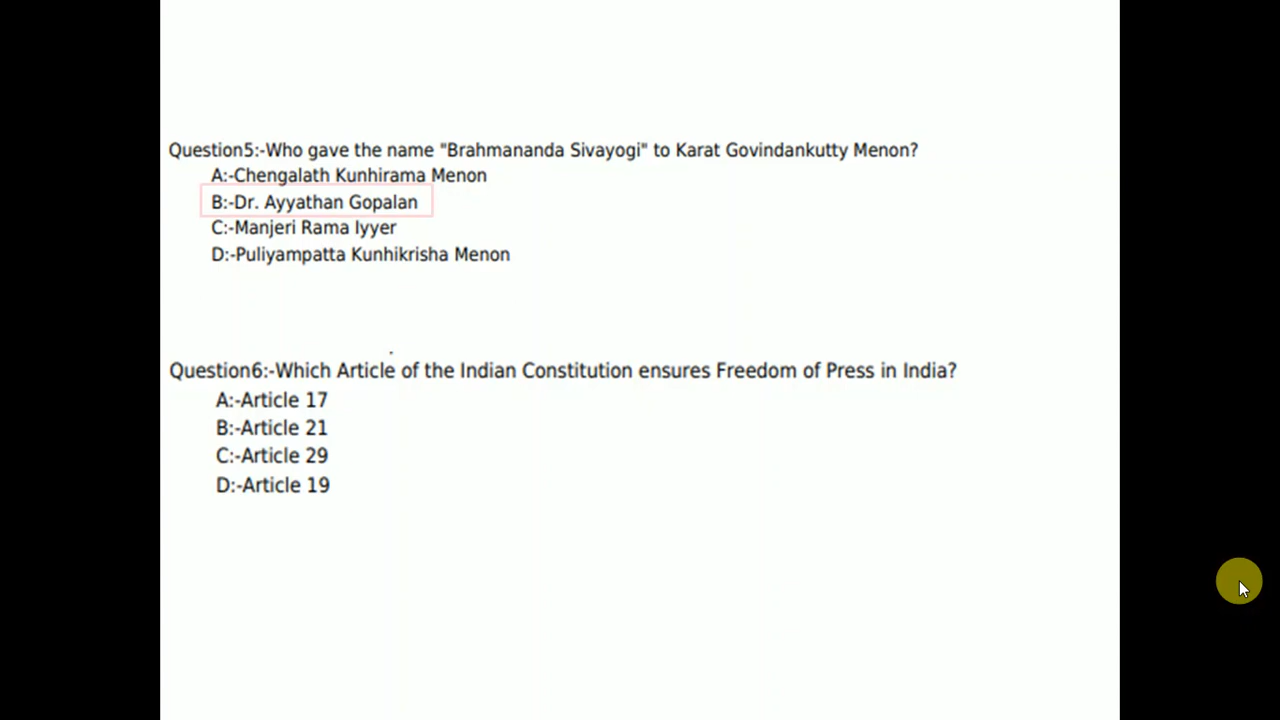 Question5:-Who gave the name "Brahmananda Sivayogi" to Karat Govindankutty Menon?
A:-Chengalath Kunhirama Menon
B:-Dr. Ayyathan Gopalan
C:-Manjeri Rama Iyyer
D:-Puliyampatta Kunhikrisha Menon
Question6:-Which Article of the Indian Constitution ensures Freedom of Press in India?
A:-Article 17
B:-Article 21
C:-Article 29
D:-Article 19